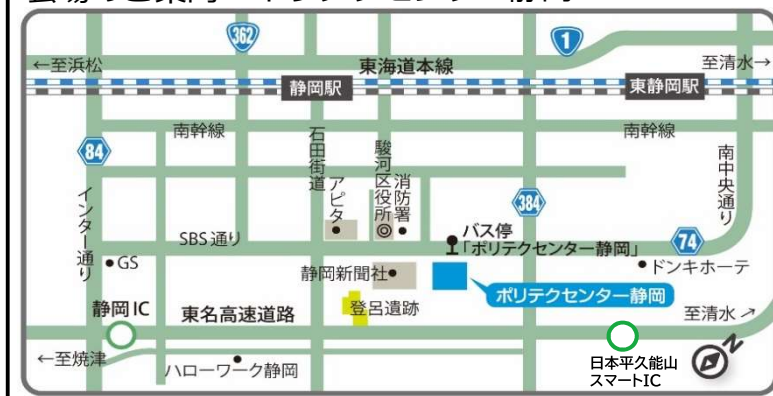 362
1
←至浜松
東海道本線
至清水→
静岡駅
東静岡駅
南幹線
南幹線
84
石田街道
アピタ
駿河区役所
消防署
384
南中央通り
インター通り
SBS通り
バス停
「ポリテクセンター静岡」
74
GS
静岡新聞社
ドンキホーテ
ポリテクセンター静岡
静岡IC
東名高速道路
登呂遺跡
至清水↗
←至焼津
ハローワーク静岡
日本平久能山
スマートIC
N